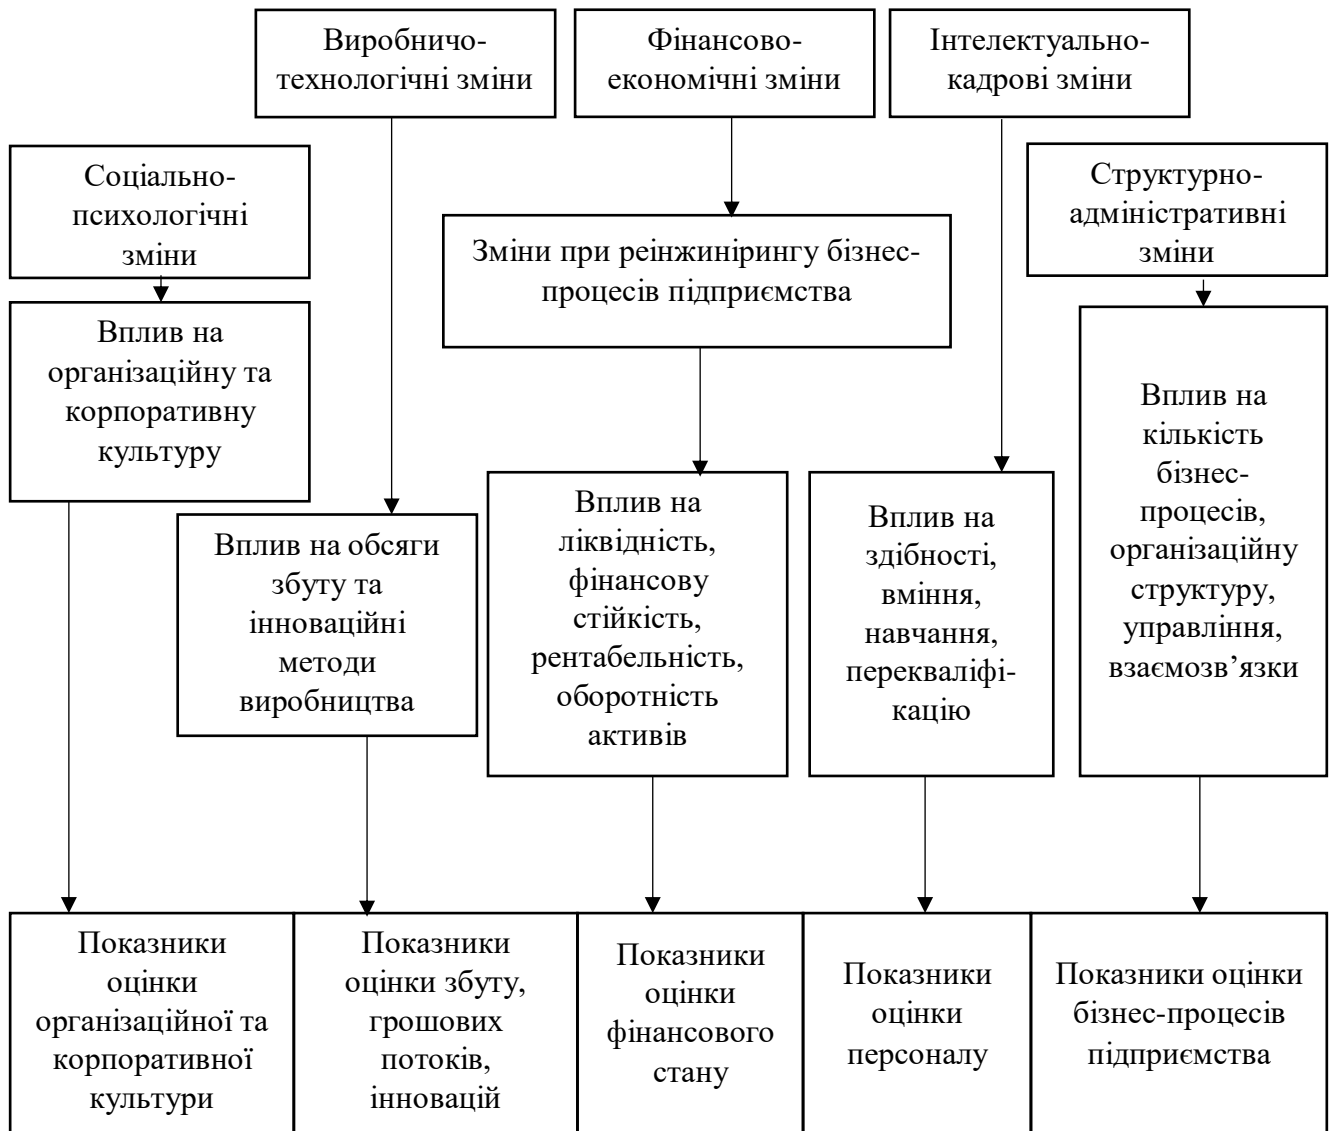 Виробничо-
технологічні зміни
Фінансово-
економічні зміни
Інтелектуально-
кадрові зміни
Соціально-
психологічні
зміни
Структурно-
адміністративні
зміни
Зміни при реінжинірингу бізнес-
процесів підприємства
Вплив на
організаційну та
корпоративну
культуру
Вплив на обсяги
збуту та
інноваційні
методи
виробництва
Вплив на
ліквідність,
фінансову
стійкість,
рентабельність,
оборотність
активів
Вплив на
здібності,
вміння,
навчання,
перекваліфі-
кацію
Вплив на
кількість
бізнес-
процесів,
організаційну
структуру,
управління,
взаємозв’язки
Показники
оцінки
організаційної та
корпоративної
культури
Показники
оцінки збуту,
грошових
потоків,
інновацій
Показники
оцінки
фінансового
стану
Показники
оцінки
персоналу
Показники оцінки
бізнес-процесів
підприємства